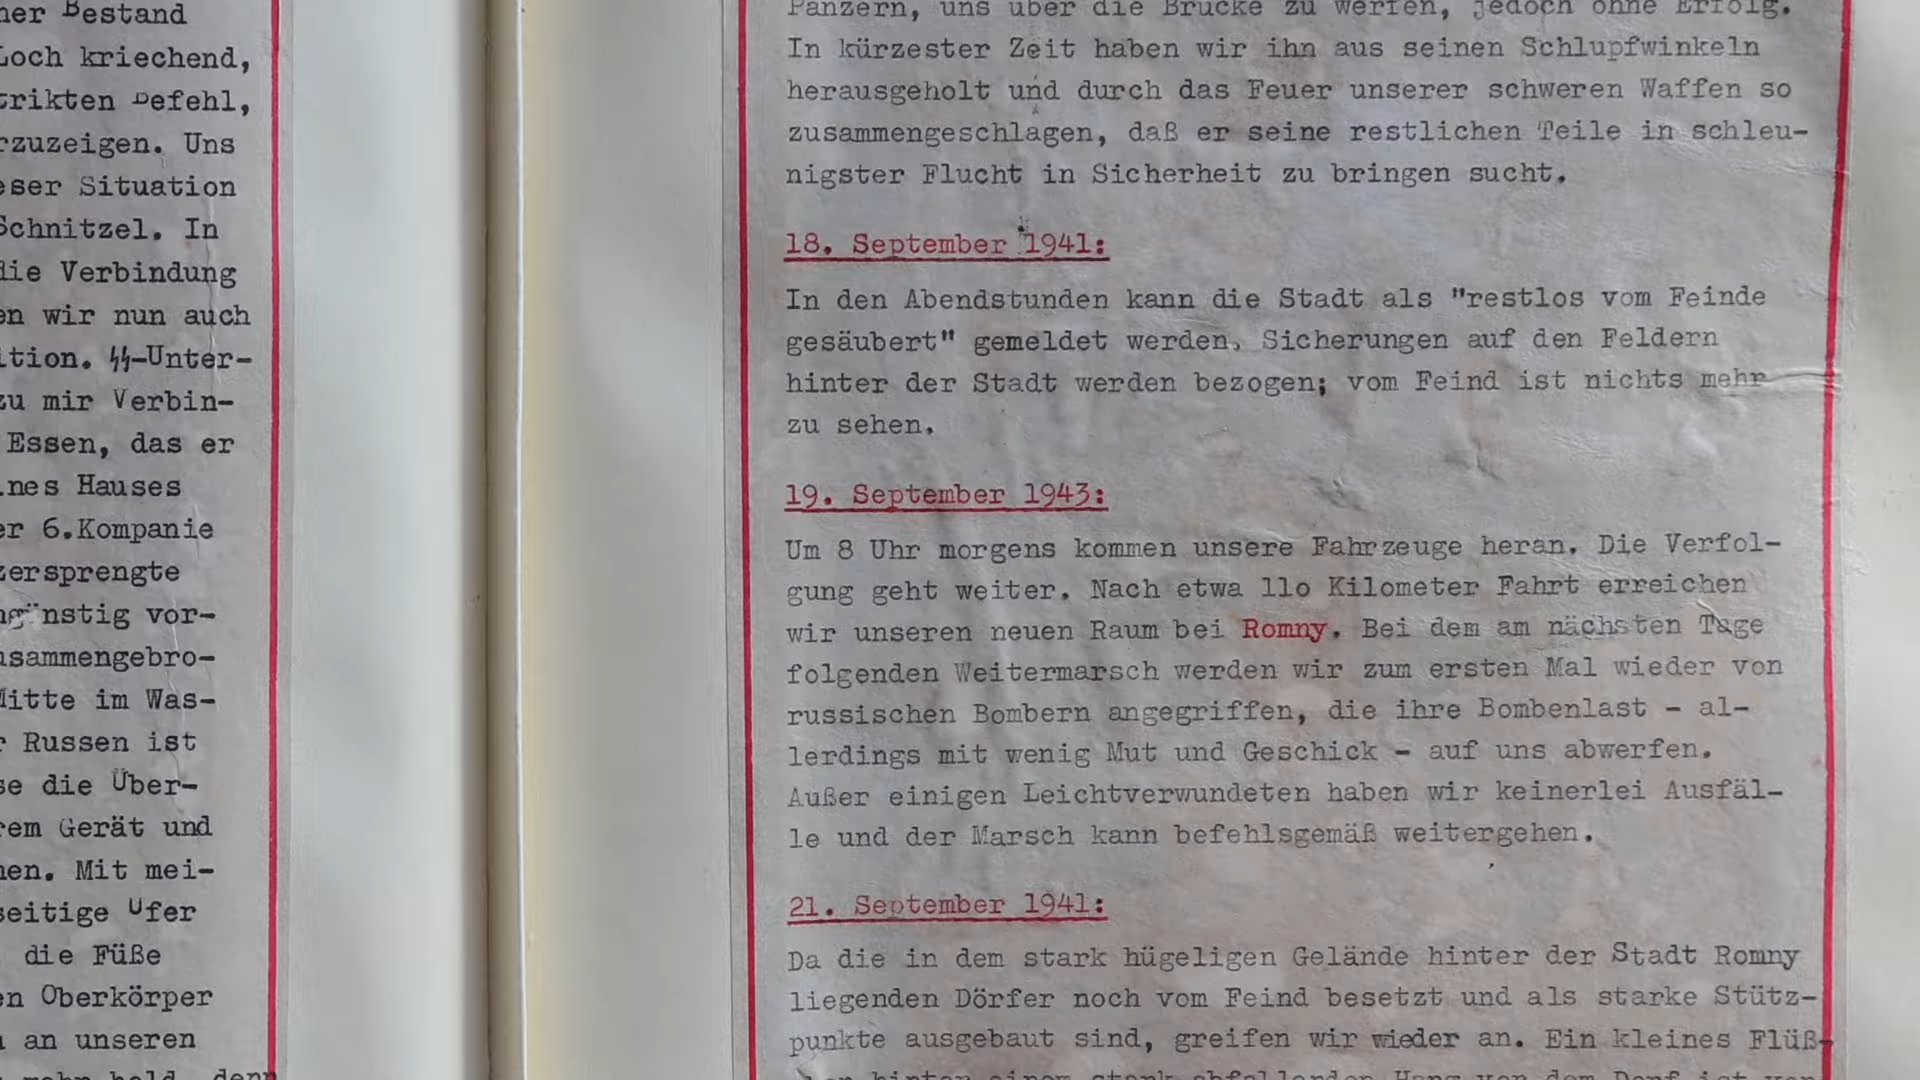 her Bestand
Loch kriechend,
trikten Befehl,
rzuzeigen. Uns
eser Situation
Schnitzel. In
die Verbindung
en wir nun auch
ition. ᛋᛋ-Unter-
zu mir Verbin-
Essen, das er
ines Hauses
er 6.Kompanie
zersprengte
ngünstig vor-
usammengebro-
Mitte im Was-
r Russen ist
se die Über-
rem Gerät und
hen. Mit mei-
seitige Ufer
die Füße
en Oberkörper
an unseren
Panzern, uns über die Brücke zu werfen, jedoch ohne Erfolg.
In kürzester Zeit haben wir ihn aus seinen Schlupfwinkeln
herausgeholt und durch das Feuer unserer schweren Waffen so
zusammengeschlagen, daß er seine restlichen Teile in schleu-
nigster Flucht in Sicherheit zu bringen sucht.
18. September 1941:
In den Abendstunden kann die Stadt als "restlos vom Feinde
gesäubert" gemeldet werden. Sicherungen auf den Feldern
hinter der Stadt werden bezogen; vom Feind ist nichts mehr
zu sehen.
19. September 1943:
Um 8 Uhr morgens kommen unsere Fahrzeuge heran. Die Verfol-
gung geht weiter. Nach etwa 110 Kilometer Fahrt erreichen
wir unseren neuen Raum bei Romny. Bei dem am nächsten Tage
folgenden Weitermarsch werden wir zum ersten Mal wieder von
russischen Bombern angegriffen, die ihre Bombenlast - al-
lerdings mit wenig Mut und Geschick - auf uns abwerfen.
Außer einigen Leichtverwundeten haben wir keinerlei Ausfäl-
le und der Marsch kann befehlsgemäß weitergehen.
21. September 1941:
Da die in dem stark hügeligen Gelände hinter der Stadt Romny
liegenden Dörfer noch vom Feind besetzt und als starke Stütz-
punkte ausgebaut sind, greifen wir wieder an. Ein kleines Flüß-